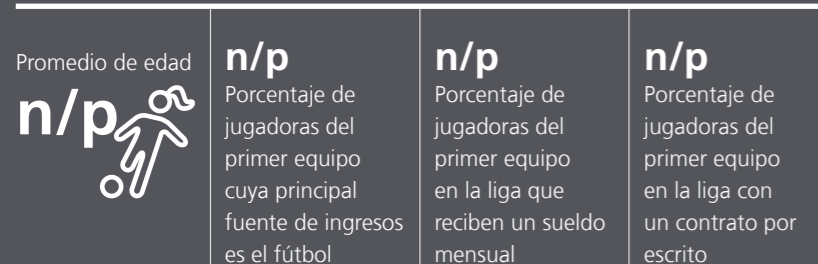 Promedio de edad
n/p
n/p
Porcentaje de
jugadoras del
primer equipo
cuya principal
fuente de ingresos
es el fútbol
n/p
Porcentaje de
jugadoras del
primer equipo
en la liga que
reciben un sueldo
mensual
n/p
Porcentaje de
jugadoras del
primer equipo
en la liga con
un contrato por
escrito